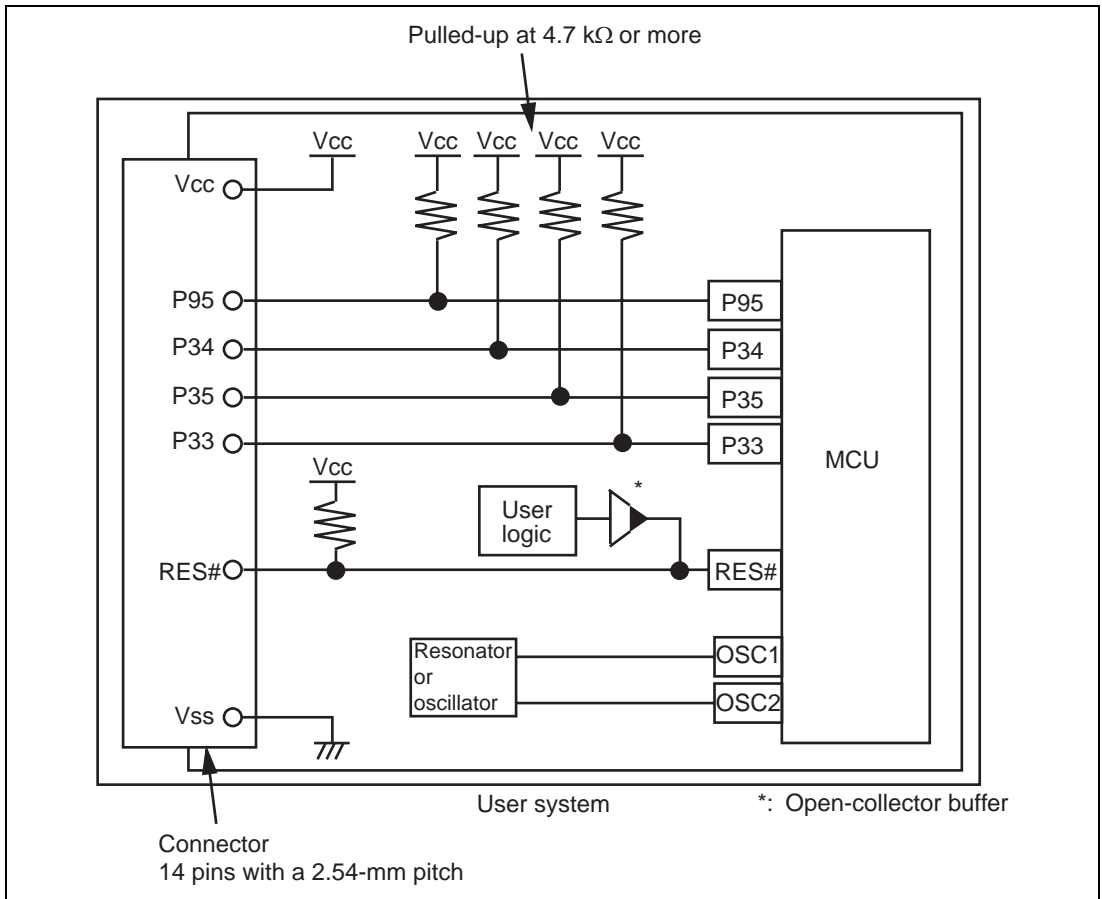 Pulled-up at 4.7 kΩ or more
Vcc
Vcc
Vcc
Vcc
Vcc
Vcc
P95
P95
P34
P34
P35
P35
P33
P33
MCU
Vcc
*
User
logic
RES#
RES#
Resonator
or
oscillator
OSC1
OSC2
Vss
User system
*: Open-collector buffer
Connector
14 pins with a 2.54-mm pitch